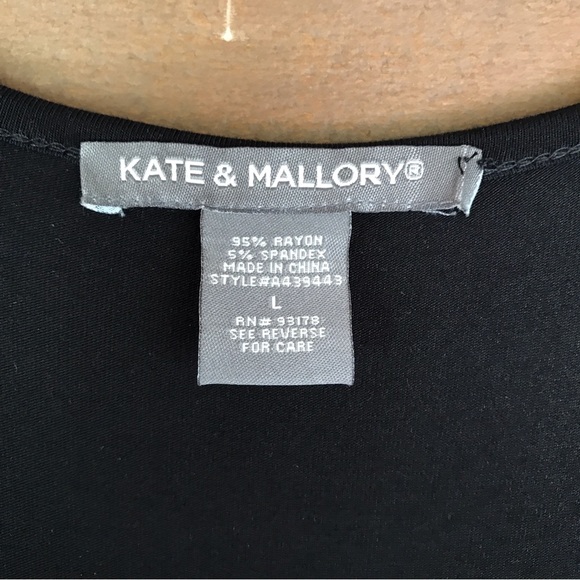 KATE & MALLORY®
95% RAYON
5% SPANDEX
MADE IN CHINA
STYLE#A439443
L
RN# 93178
SEE REVERSE
FOR CARE